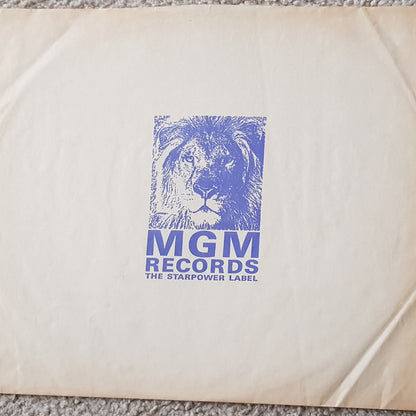 MGM
RECORDS
THE STARPOWER LABEL